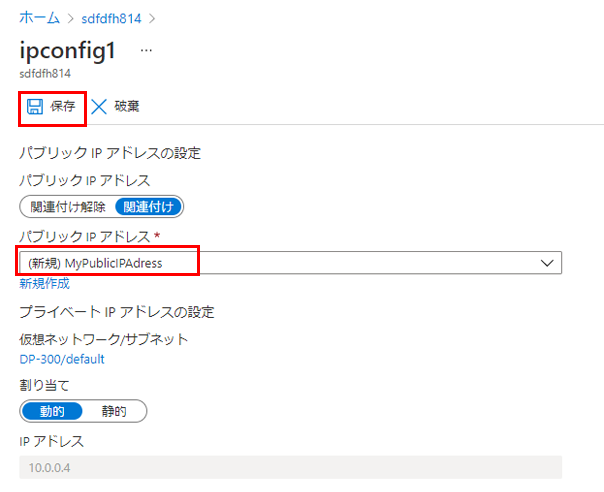 ホーム > sdfdfh814 >
ipconfig1 ...
sdfdfh814
保存 破棄
パブリック IP アドレスの設定
パブリック IP アドレス
関連付け解除 関連付け
パブリック IP アドレス *
(新規) MyPublicIPAdress
新規作成
プライベート IP アドレスの設定
仮想ネットワーク/サブネット
DP-300/default
割り当て
動的 静的
IP アドレス
10.0.0.4